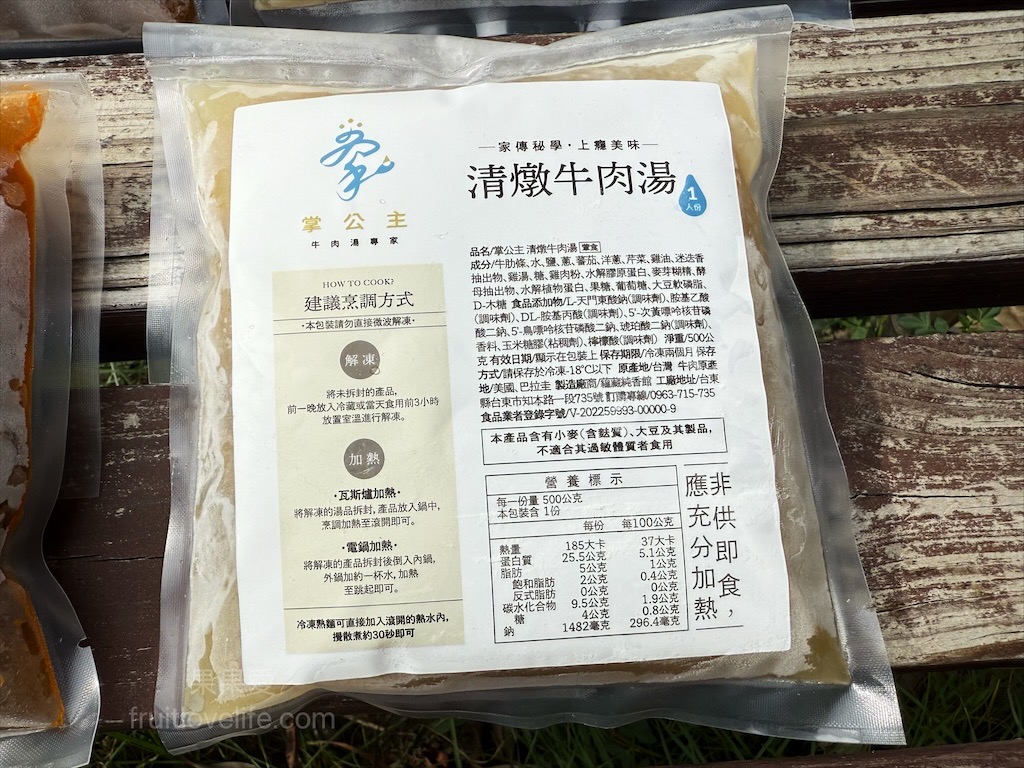 掌公主
牛肉湯專家
家傳秘學·上癮美味
清燉牛肉湯
1
人份
HOW TO COOK?
建議烹調方式
·本包裝請勿直接微波解凍·
解凍
將未拆封的產品,
前一晚放入冷藏或當天食用前3小時
放置室溫進行解凍。
加熱
·瓦斯爐加熱·
將解凍的湯品拆封,產品放入鍋中,
烹調加熱至滾開即可。
·電鍋加熱·
將解凍的產品拆封後倒入內鍋,
外鍋加約一杯水,加熱
至跳起即可。
冷凍熟麵可直接加入滾開的熱水內,
攪散煮約30秒即可
品名/掌公主 清燉牛肉湯 葷食
成分/牛肋條、水、鹽、蔥、蕃茄、洋蔥、芹菜、雞油、迷迭香
抽出物、雞湯、糖、雞肉粉、水解膠原蛋白、麥芽糊精、酵
母抽出物、水解植物蛋白、果糖、葡萄糖、大豆軟磷脂、
D-木糖 食品添加物/L-天門東酸鈉(調味劑)、胺基乙酸
(調味劑)、DL-胺基丙酸(調味劑)、5'-次黃嘌呤核苷磷
酸二鈉、5'-鳥嘌呤核苷磷酸二鈉、琥珀酸二鈉(調味劑)、
香料、玉米糖膠(粘稠劑)、檸檬酸(調味劑) 淨重/500公
克 有效日期/顯示在包裝上 保存期限/冷凍兩個月 保存
方式/請保存於冷凍-18°C以下 原產地/台灣 牛肉原產
地/美國、巴拉圭 製造廠商/蘊藏純香館 工廠地址/台東
縣台東市知本路一段735號 訂購專線/0963-715-735
食品業者登錄字號/V-202259993-00000-9
本產品含有小麥(含麩質)、大豆及其製品,
不適合其過敏體質者食用
營養標示
每一份量 500公克
本包裝含 1份
每份 每100公克
熱量 185大卡 37大卡
蛋白質 25.5公克 5.1公克
脂肪 5公克 1公克
飽和脂肪 2公克 0.4公克
反式脂肪 0公克 0公克
碳水化合物 9.5公克 1.9公克
糖 4公克 0.8公克
鈉 1482毫克 296.4毫克
非供即食,
應充分加熱
fruitlovelife.com